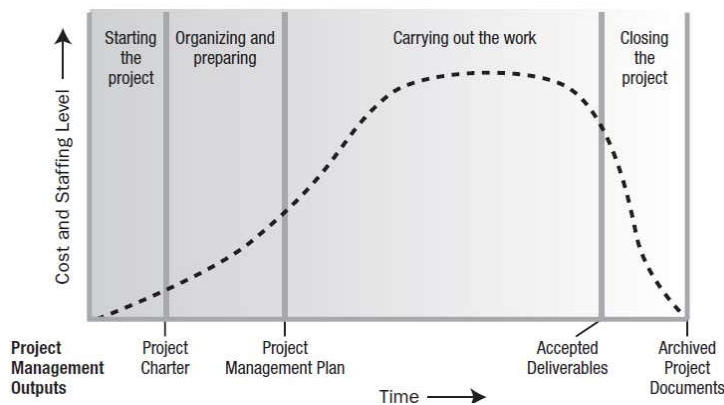 Starting
the
project
Organizing and
preparing
Carrying out the work
Closing
the
project
Cost and Staffing Level
Project
Management
Outputs
Project
Charter
Project
Management Plan
Accepted
Deliverables
Archived
Project
Documents
Time